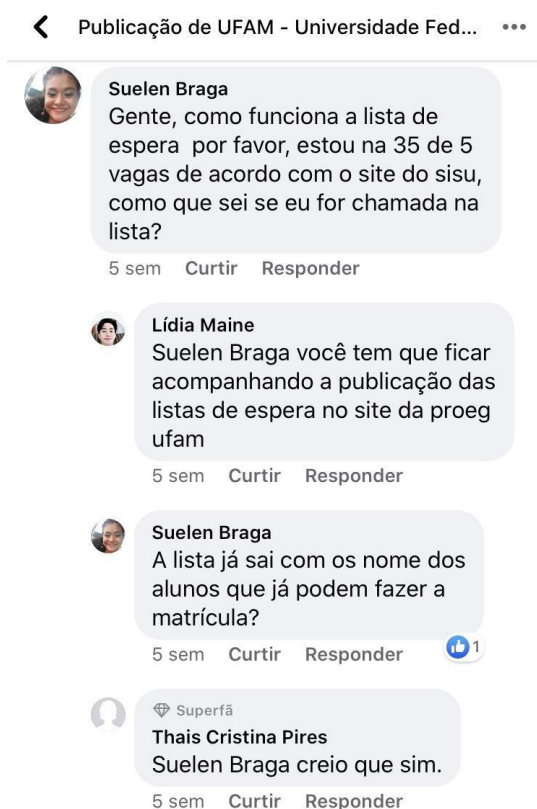 Publicação de UFAM - Universidade Fed...
Suelen Braga
Gente, como funciona a lista de
espera por favor, estou na 35 de 5
vagas de acordo com o site do sisu,
como que sei se eu for chamada na
lista?
5 sem Curtir Responder
Lídia Maine
Suelen Braga você tem que ficar
acompanhando a publicação das
listas de espera no site da proeg
ufam
5 sem Curtir Responder
Suelen Braga
A lista já sai com os nome dos
alunos que já podem fazer a
matrícula?
5 sem Curtir Responder 1
Superfã
Thais Cristina Pires
Suelen Braga creio que sim.
5 sem Curtir Responder